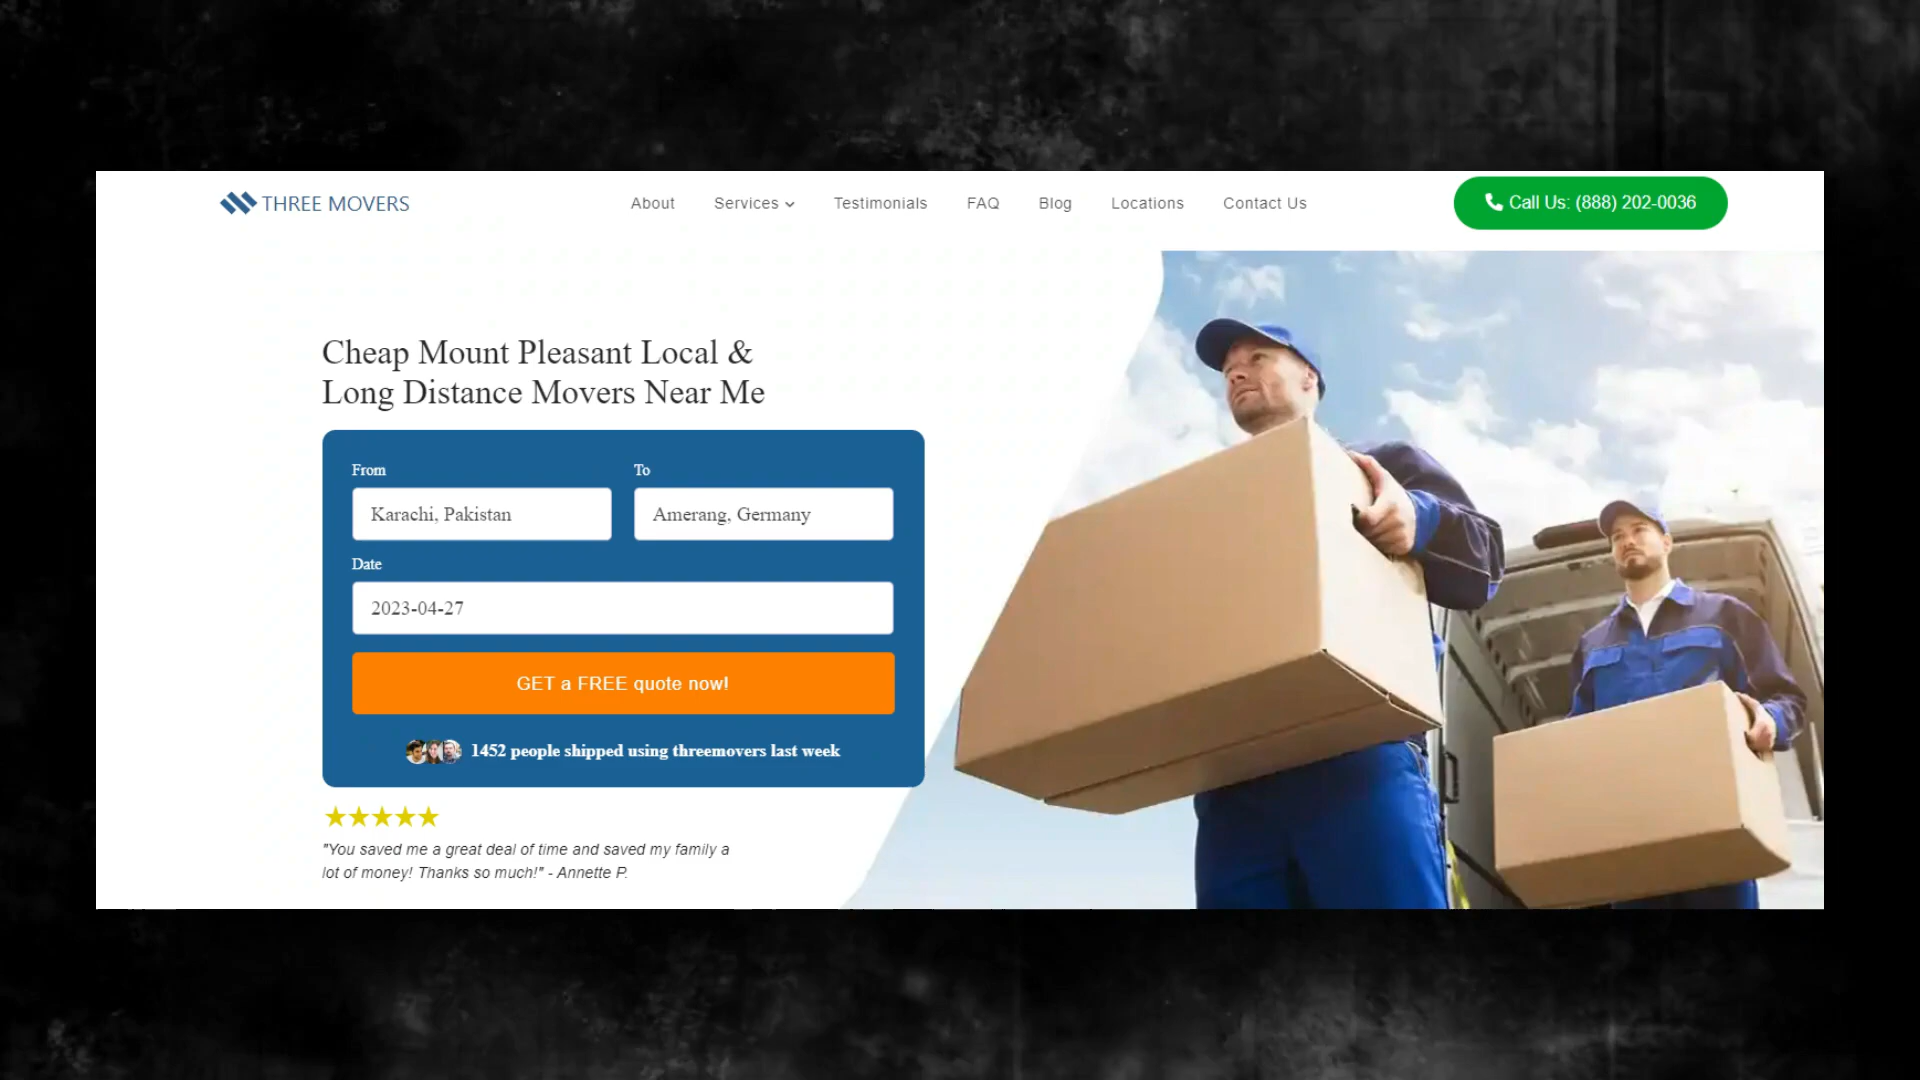 THREE MOVERS
About
Services
Testimonials
FAQ
Blog
Locations
Contact Us
Call Us: (888) 202-0036
Cheap Mount Pleasant Local &
Long Distance Movers Near Me
From
To
Karachi, Pakistan
Amerang, Germany
Date
2023-04-27
GET a FREE quote now!
1452 people shipped using threemovers last week
"You saved me a great deal of time and saved my family a
lot of money! Thanks so much!" - Annette P.